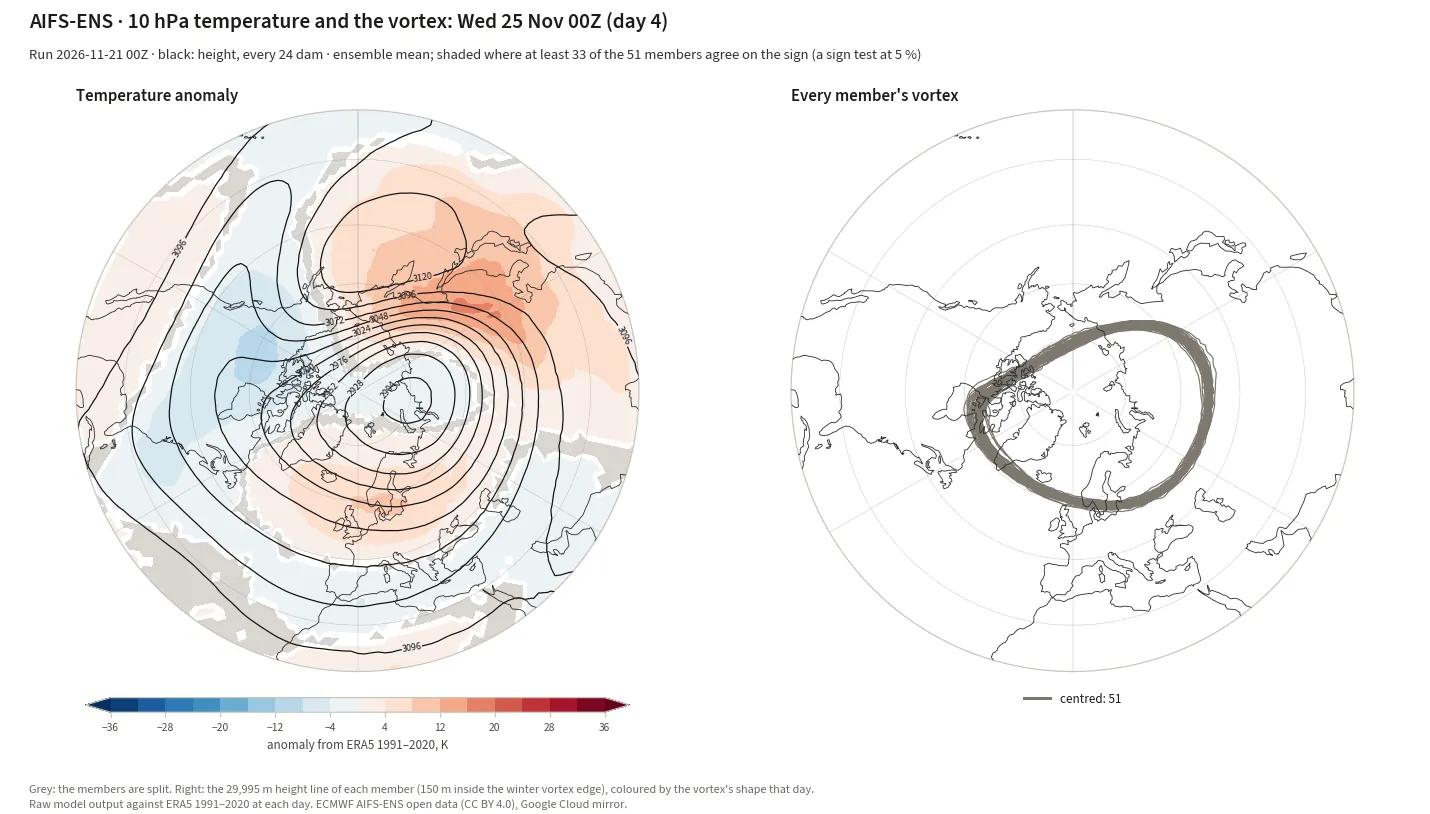 AIFS-ENS · 10 hPa temperature and the vortex: Wed 25 Nov 00Z (day 4)
Run 2026-11-21 00Z · black: height, every 24 dam · ensemble mean; shaded where at least 33 of the 51 members agree on the sign (a sign test at 5 %)
Temperature anomaly
Every member's vortex
3096
3120
3096
3072
3048
3024
3096
2976
2928
3096
−36
−28
−20
−12
−4
4
12
20
28
36
anomaly from ERA5 1991–2020, K
centred: 51
Grey: the members are split. Right: the 29,995 m height line of each member (150 m inside the winter vortex edge), coloured by the vortex's shape that day.
Raw model output against ERA5 1991–2020 at each day. ECMWF AIFS-ENS open data (CC BY 4.0), Google Cloud mirror.